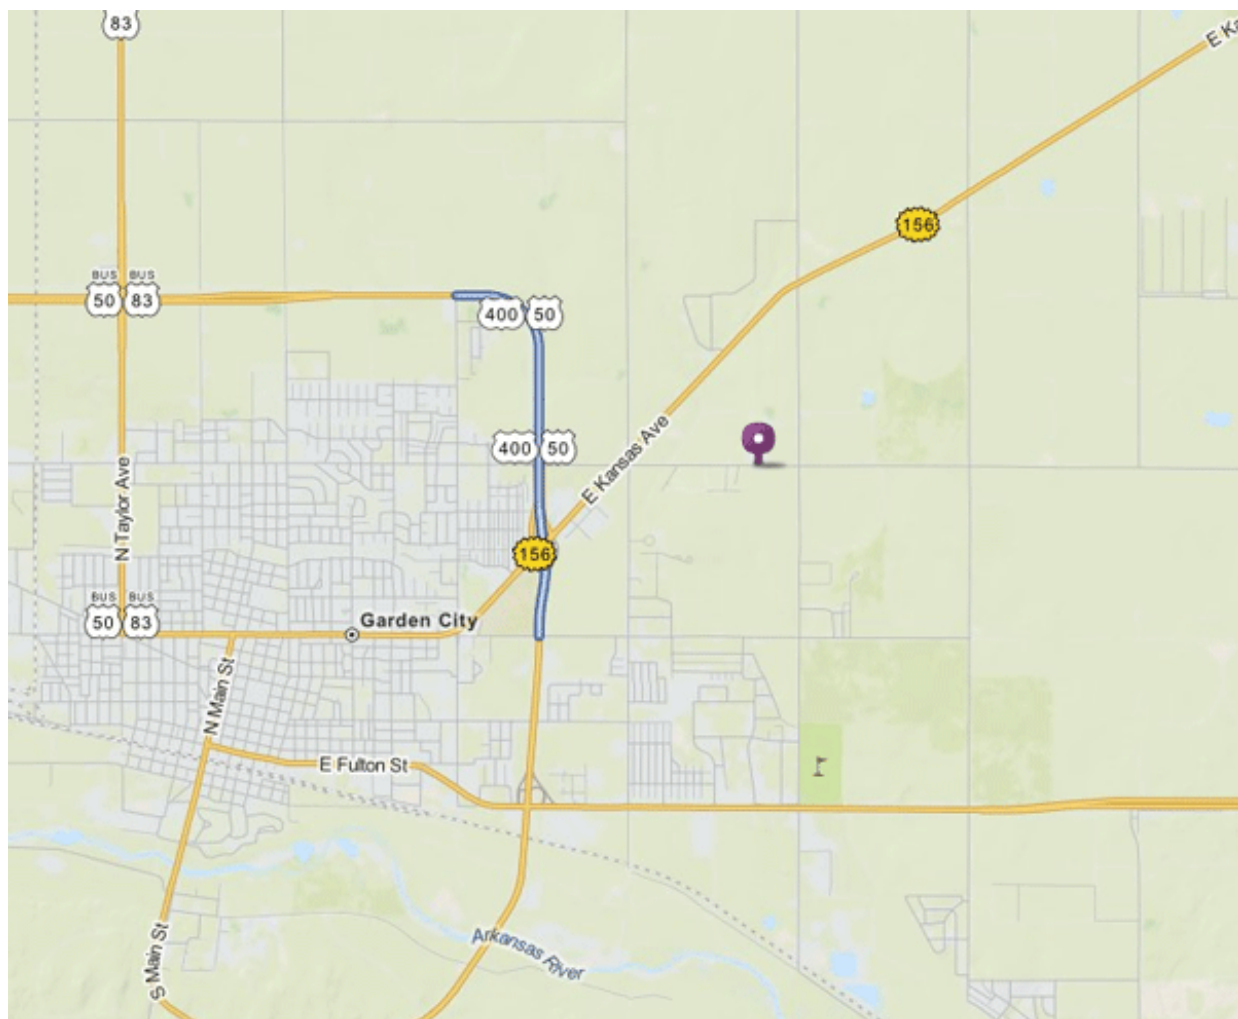 83
E Ka
156
BUS BUS
50 83
400 50
400 50
E Kansas Ave
N Taylor Ave
156
BUS BUS
50 83
Garden City
N Main St
E Fulton St
Arkansas River
S Main St